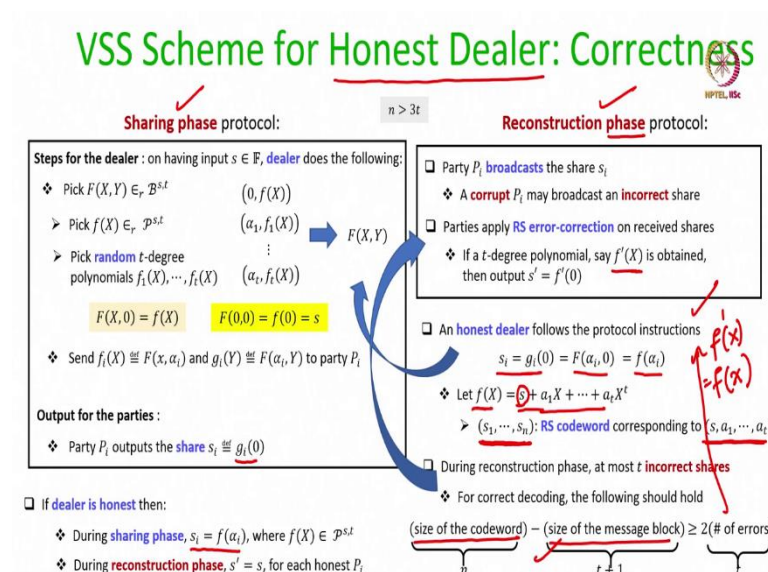 VSS Scheme for Honest Dealer: Correctness
NPTEL, IISc
n > 3t
Sharing phase protocol:
Steps for the dealer : on having input s ∈ 𝔽, dealer does the following:
❖ Pick F(X, Y) ∈ᵣ ℬ^{s,t}
➢ Pick f(X) ∈ᵣ 𝒫^{s,t}
➢ Pick random t-degree
polynomials f₁(X), ⋯, fₜ(X)
(0, f(X))
(α₁, f₁(X))
⋮
(αₜ, fₜ(X))
F(X, Y)
F(X, 0) = f(X)
F(0,0) = f(0) = s
❖ Send fᵢ(X) ≝ F(x, αᵢ) and gᵢ(Y) ≝ F(αᵢ, Y) to party Pᵢ
Output for the parties :
❖ Party Pᵢ outputs the share sᵢ ≝ gᵢ(0)
❑ If dealer is honest then:
❖ During sharing phase, sᵢ = f(αᵢ), where f(X) ∈ 𝒫^{s,t}
❖ During reconstruction phase, s′ = s, for each honest Pᵢ
Reconstruction phase protocol:
❑ Party Pᵢ broadcasts the share sᵢ
❖ A corrupt Pᵢ may broadcast an incorrect share
❑ Parties apply RS error-correction on received shares
❖ If a t-degree polynomial, say f′(X) is obtained,
then output s′ = f′(0)
❑ An honest dealer follows the protocol instructions
sᵢ = gᵢ(0) = F(αᵢ, 0) = f(αᵢ)
f′(x)
= f(x)
❖ Let f(X) = s + a₁X + ⋯ + aₜXᵗ
➢ (s₁, ⋯, sₙ): RS codeword corresponding to (s, a₁, ⋯, aₜ
❑ During reconstruction phase, at most t incorrect shares
❖ For correct decoding, the following should hold
(size of the codeword) − (size of the message block) ≥ 2(# of errors
n t + 1 t